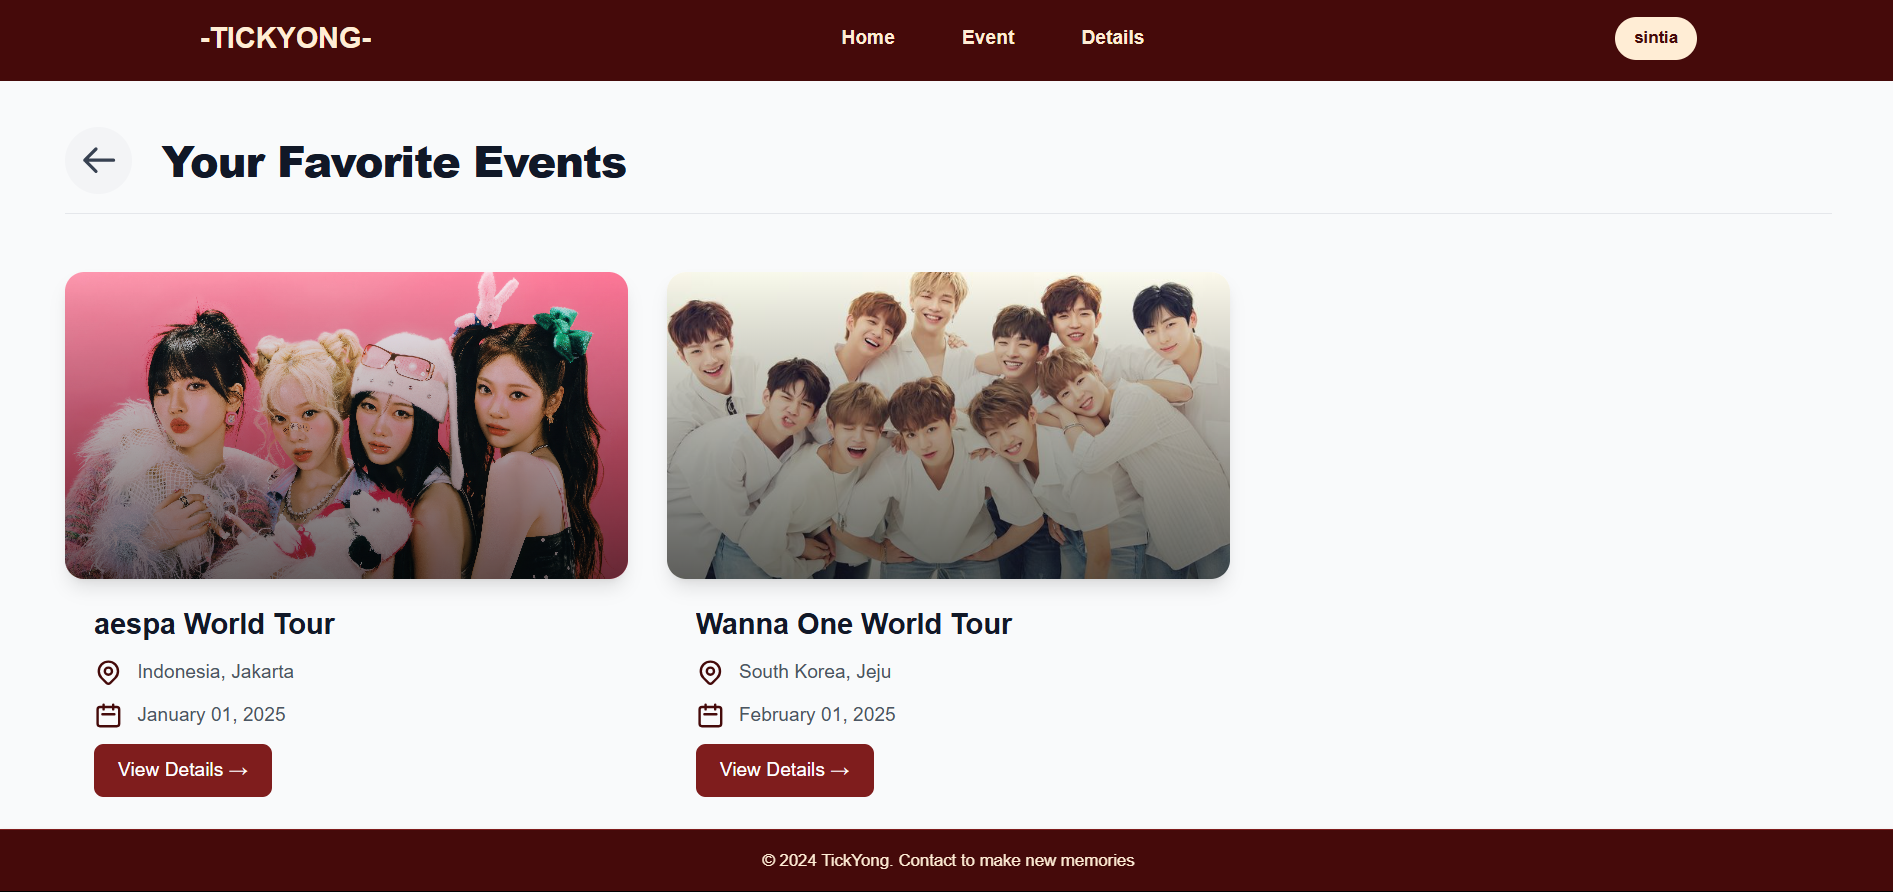 -TICKYONG-
Home
Event
Details
sintia
Your Favorite Events
aespa World Tour
Indonesia, Jakarta
January 01, 2025
View Details →
Wanna One World Tour
South Korea, Jeju
February 01, 2025
View Details →
© 2024 TickYong. Contact to make new memories